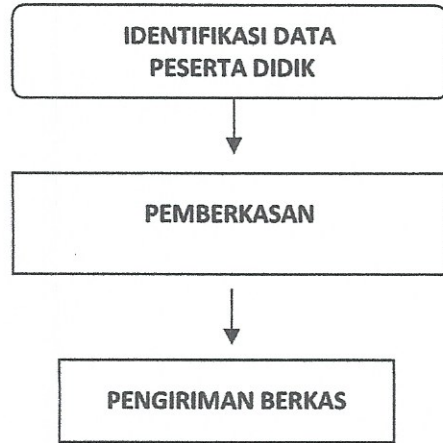 IDENTIFIKASI DATA
PESERTA DIDIK
PEMBERKASAN
PENGIRIMAN BERKAS